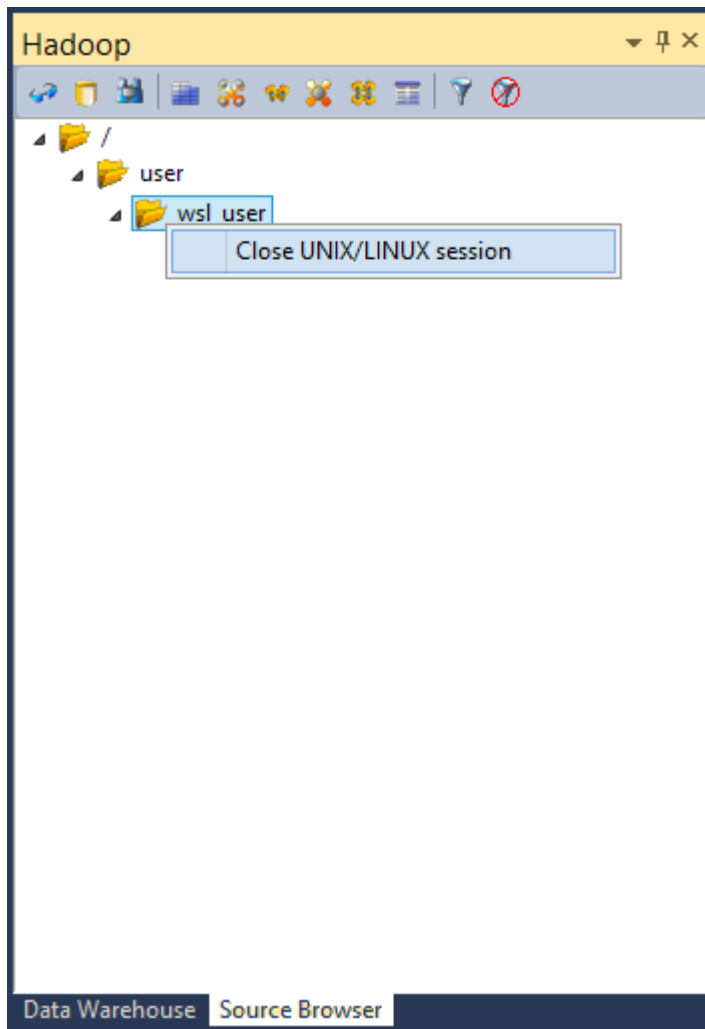 Hadoop
/
user
wsl_user
Close UNIX/LINUX session
Data Warehouse Source Browser